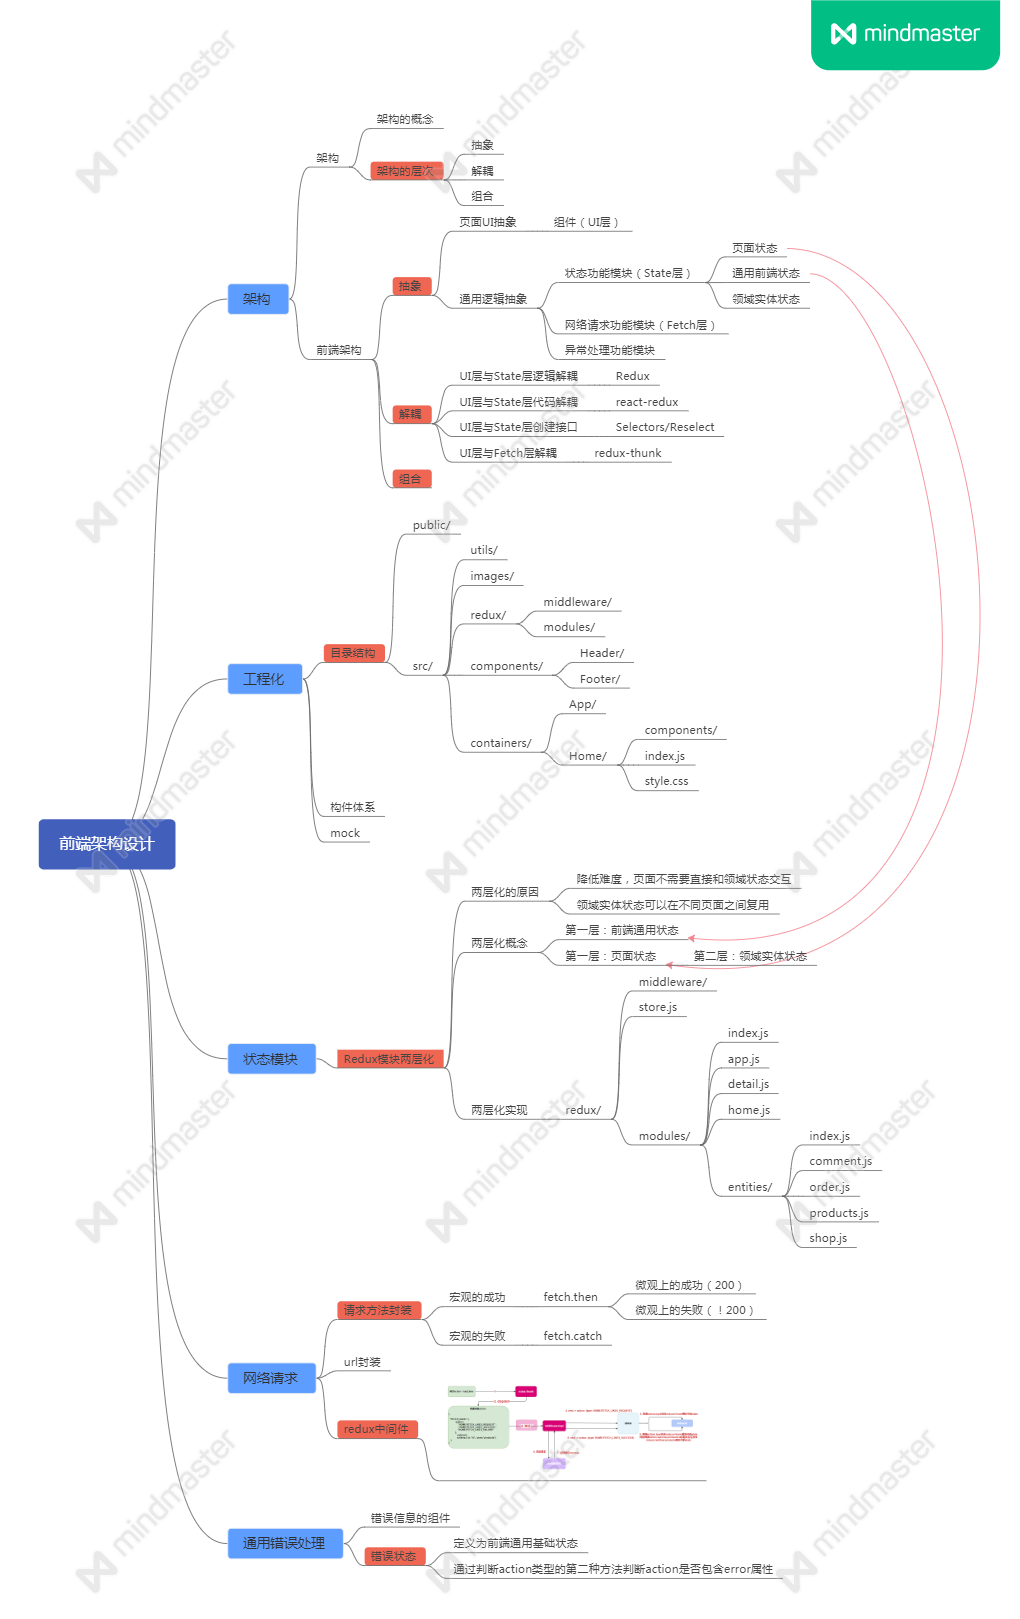 mindmaster
前端架构设计
架构
架构
架构的概念
架构的层次
抽象
解耦
组合
前端架构
抽象
页面UI抽象
组件（UI层）
通用逻辑抽象
状态功能模块（State层）
页面状态
通用前端状态
领域实体状态
网络请求功能模块（Fetch层）
异常处理功能模块
解耦
UI层与State层逻辑解耦
Redux
UI层与State层代码解耦
react-redux
UI层与State层创建接口
Selectors/Reselect
UI层与Fetch层解耦
redux-thunk
组合
工程化
目录结构
public/
src/
utils/
images/
redux/
middleware/
modules/
components/
Header/
Footer/
containers/
App/
Home/
components/
index.js
style.css
构件体系
mock
状态模块
Redux模块两层化
两层化的原因
降低难度，页面不需要直接和领域状态交互
领域实体状态可以在不同页面之间复用
两层化概念
第一层：前端通用状态
第一层：页面状态
第二层：领域实体状态
两层化实现
redux/
middleware/
store.js
modules/
index.js
app.js
detail.js
home.js
entities/
index.js
comment.js
order.js
products.js
shop.js
网络请求
请求方法封装
宏观的成功
fetch.then
微观上的成功（200）
微观上的失败（！200）
宏观的失败
fetch.catch
url封装
redux中间件
通用错误处理
错误信息的组件
错误状态
定义为前端通用基础状态
通过判断action类型的第二种方法判断action是否包含error属性